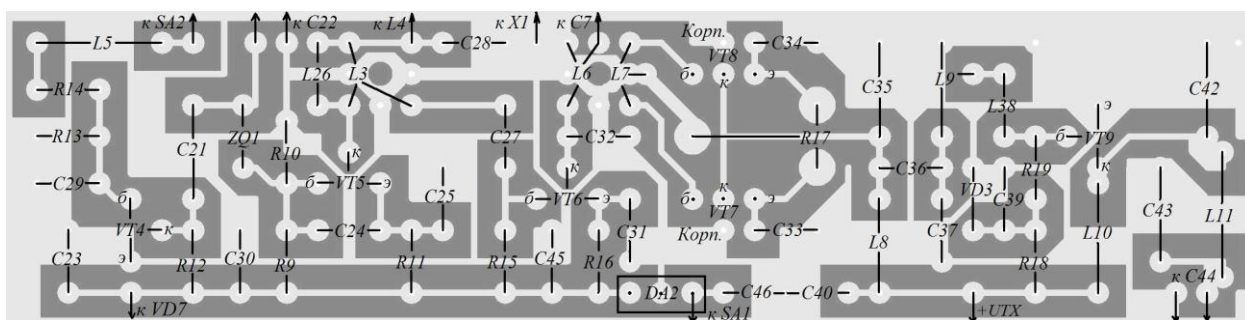 к SA2 к C22 к L4 к X1 к C7 Корп.
L5 C28 L6 L7 VT8 C34
L26 L3 б к э L9 C35 C42
R14 L38 э
R13 ZQ1 R10 C27 C32 R17 б VT9
C21 к к R19 к
C29 б VT5 э C25 к C36 VD3 L11
б б VT6 э б VT7 э C39 C43
VT4 к C24 C31 Корп. C33 L8 C37 L10
C23 э R12 C30 R9 R11 R15 C45 R16 R18 к C44
DA2 C46 C40
к VD7 к SA1 +UTX